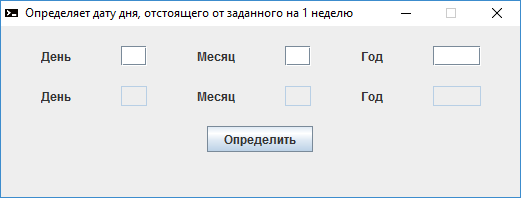 Определяет дату дня, отстоящего от заданного на 1 неделю
День Месяц Год
День Месяц Год
Определить